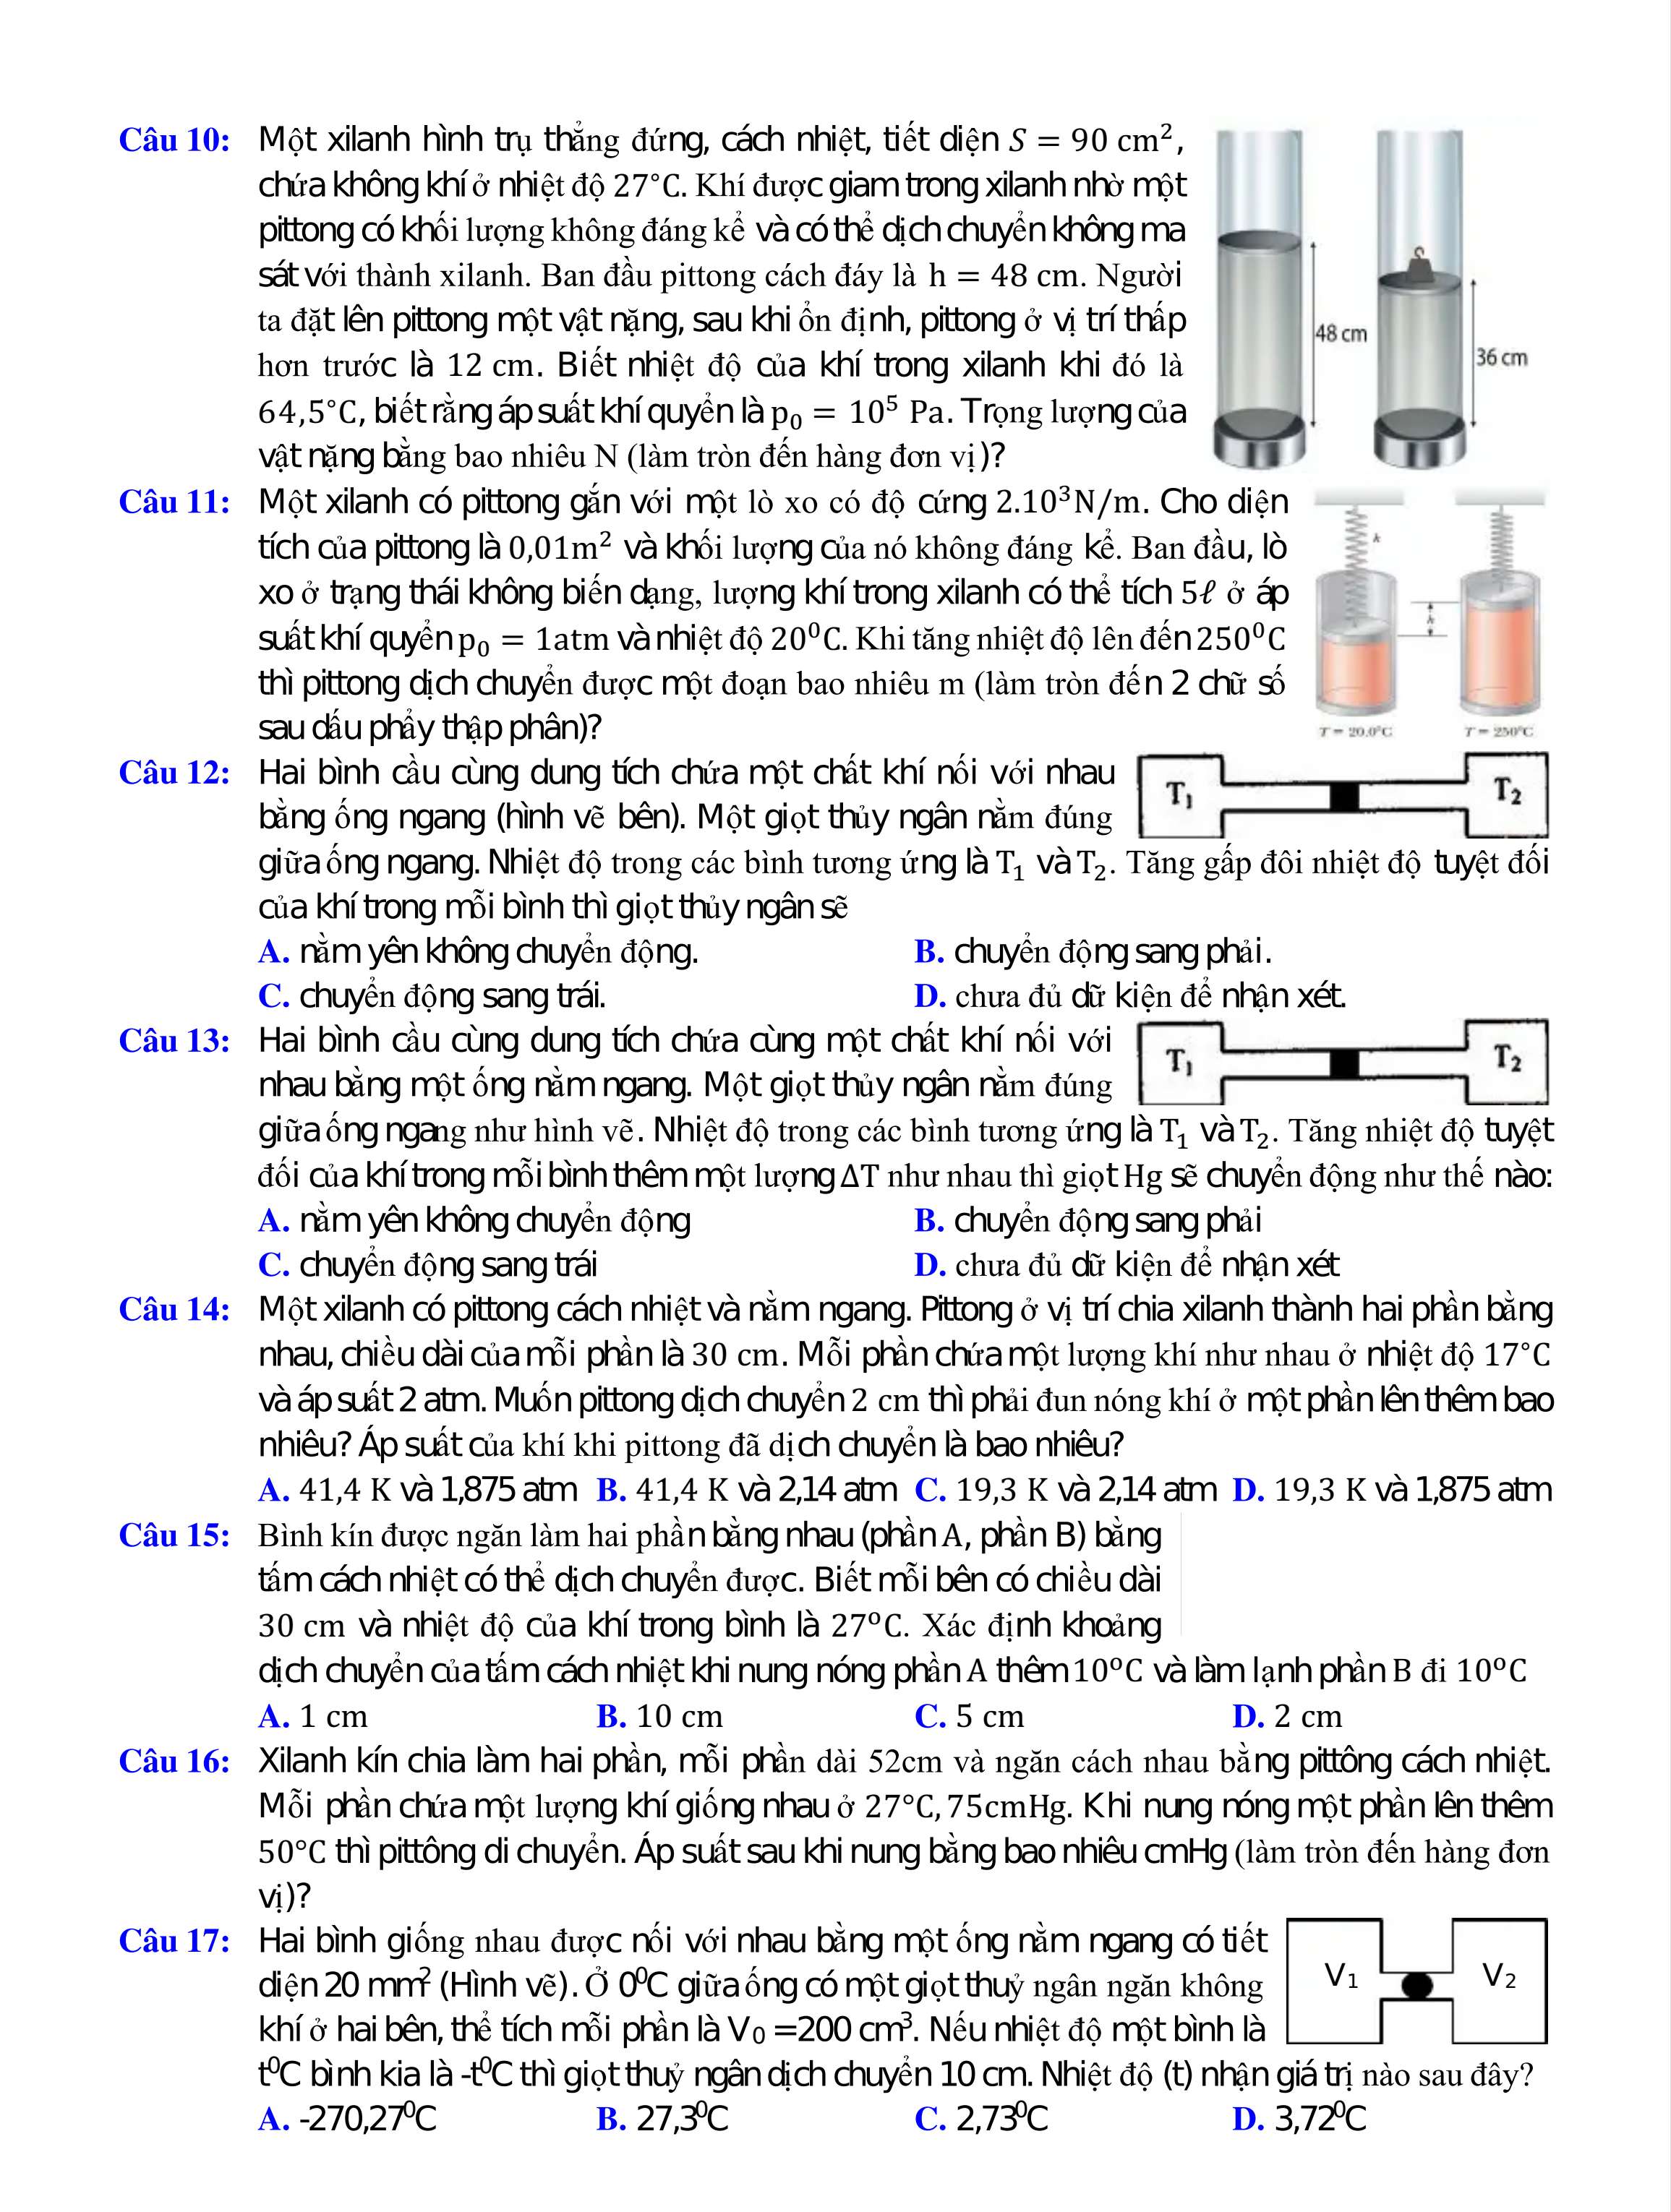 Câu 10: Một xilanh hình trụ thẳng đứng, cách nhiệt, tiết diện S = 90 cm²,
chứa không khí ở nhiệt độ 27°C. Khí được giam trong xilanh nhờ một
pittong có khối lượng không đáng kể và có thể dịch chuyển không ma
sát với thành xilanh. Ban đầu pittong cách đáy là h = 48 cm. Người
ta đặt lên pittong một vật nặng, sau khi ổn định, pittong ở vị trí thấp
hơn trước là 12 cm. Biết nhiệt độ của khí trong xilanh khi đó là
64,5°C, biết rằng áp suất khí quyển là p₀ = 10⁵ Pa. Trọng lượng của
vật nặng bằng bao nhiêu N (làm tròn đến hàng đơn vị)?
48 cm
36 cm
Câu 11: Một xilanh có pittong gắn với một lò xo có độ cứng 2.10³N/m. Cho diện
tích của pittong là 0,01m² và khối lượng của nó không đáng kể. Ban đầu, lò
xo ở trạng thái không biến dạng, lượng khí trong xilanh có thể tích 5ℓ ở áp
suất khí quyển p₀ = 1atm và nhiệt độ 20⁰C. Khi tăng nhiệt độ lên đến 250⁰C
thì pittong dịch chuyển được một đoạn bao nhiêu m (làm tròn đến 2 chữ số
sau dấu phẩy thập phân)?
k
h
T = 20.0°C
T = 250°C
Câu 12: Hai bình cầu cùng dung tích chứa một chất khí nối với nhau
bằng ống ngang (hình vẽ bên). Một giọt thủy ngân nằm đúng
giữa ống ngang. Nhiệt độ trong các bình tương ứng là T₁ và T₂. Tăng gấp đôi nhiệt độ tuyệt đối
của khí trong mỗi bình thì giọt thủy ngân sẽ
T₁
T₂
A. nằm yên không chuyển động. B. chuyển động sang phải.
C. chuyển động sang trái. D. chưa đủ dữ kiện để nhận xét.
Câu 13: Hai bình cầu cùng dung tích chứa cùng một chất khí nối với
nhau bằng một ống nằm ngang. Một giọt thủy ngân nằm đúng
giữa ống ngang như hình vẽ. Nhiệt độ trong các bình tương ứng là T₁ và T₂. Tăng nhiệt độ tuyệt
đối của khí trong mỗi bình thêm một lượng ΔT như nhau thì giọt Hg sẽ chuyển động như thế nào:
T₁
T₂
A. nằm yên không chuyển động B. chuyển động sang phải
C. chuyển động sang trái D. chưa đủ dữ kiện để nhận xét
Câu 14: Một xilanh có pittong cách nhiệt và nằm ngang. Pittong ở vị trí chia xilanh thành hai phần bằng
nhau, chiều dài của mỗi phần là 30 cm. Mỗi phần chứa một lượng khí như nhau ở nhiệt độ 17°C
và áp suất 2 atm. Muốn pittong dịch chuyển 2 cm thì phải đun nóng khí ở một phần lên thêm bao
nhiêu? Áp suất của khí khi pittong đã dịch chuyển là bao nhiêu?
A. 41,4 K và 1,875 atm B. 41,4 K và 2,14 atm C. 19,3 K và 2,14 atm D. 19,3 K và 1,875 atm
Câu 15: Bình kín được ngăn làm hai phần bằng nhau (phần A, phần B) bằng
tấm cách nhiệt có thể dịch chuyển được. Biết mỗi bên có chiều dài
30 cm và nhiệt độ của khí trong bình là 27⁰C. Xác định khoảng
dịch chuyển của tấm cách nhiệt khi nung nóng phần A thêm 10⁰C và làm lạnh phần B đi 10⁰C
A. 1 cm B. 10 cm C. 5 cm D. 2 cm
Câu 16: Xilanh kín chia làm hai phần, mỗi phần dài 52cm và ngăn cách nhau bằng pittông cách nhiệt.
Mỗi phần chứa một lượng khí giống nhau ở 27°C, 75cmHg. Khi nung nóng một phần lên thêm
50°C thì pittông di chuyển. Áp suất sau khi nung bằng bao nhiêu cmHg (làm tròn đến hàng đơn
vị)?
Câu 17: Hai bình giống nhau được nối với nhau bằng một ống nằm ngang có tiết
diện 20 mm² (Hình vẽ). Ở 0⁰C giữa ống có một giọt thuỷ ngân ngăn không
khí ở hai bên, thể tích mỗi phần là V₀ =200 cm³. Nếu nhiệt độ một bình là
t⁰C bình kia là -t⁰C thì giọt thuỷ ngân dịch chuyển 10 cm. Nhiệt độ (t) nhận giá trị nào sau đây?
V₁
V₂
A. -270,27⁰C B. 27,3⁰C C. 2,73⁰C D. 3,72⁰C